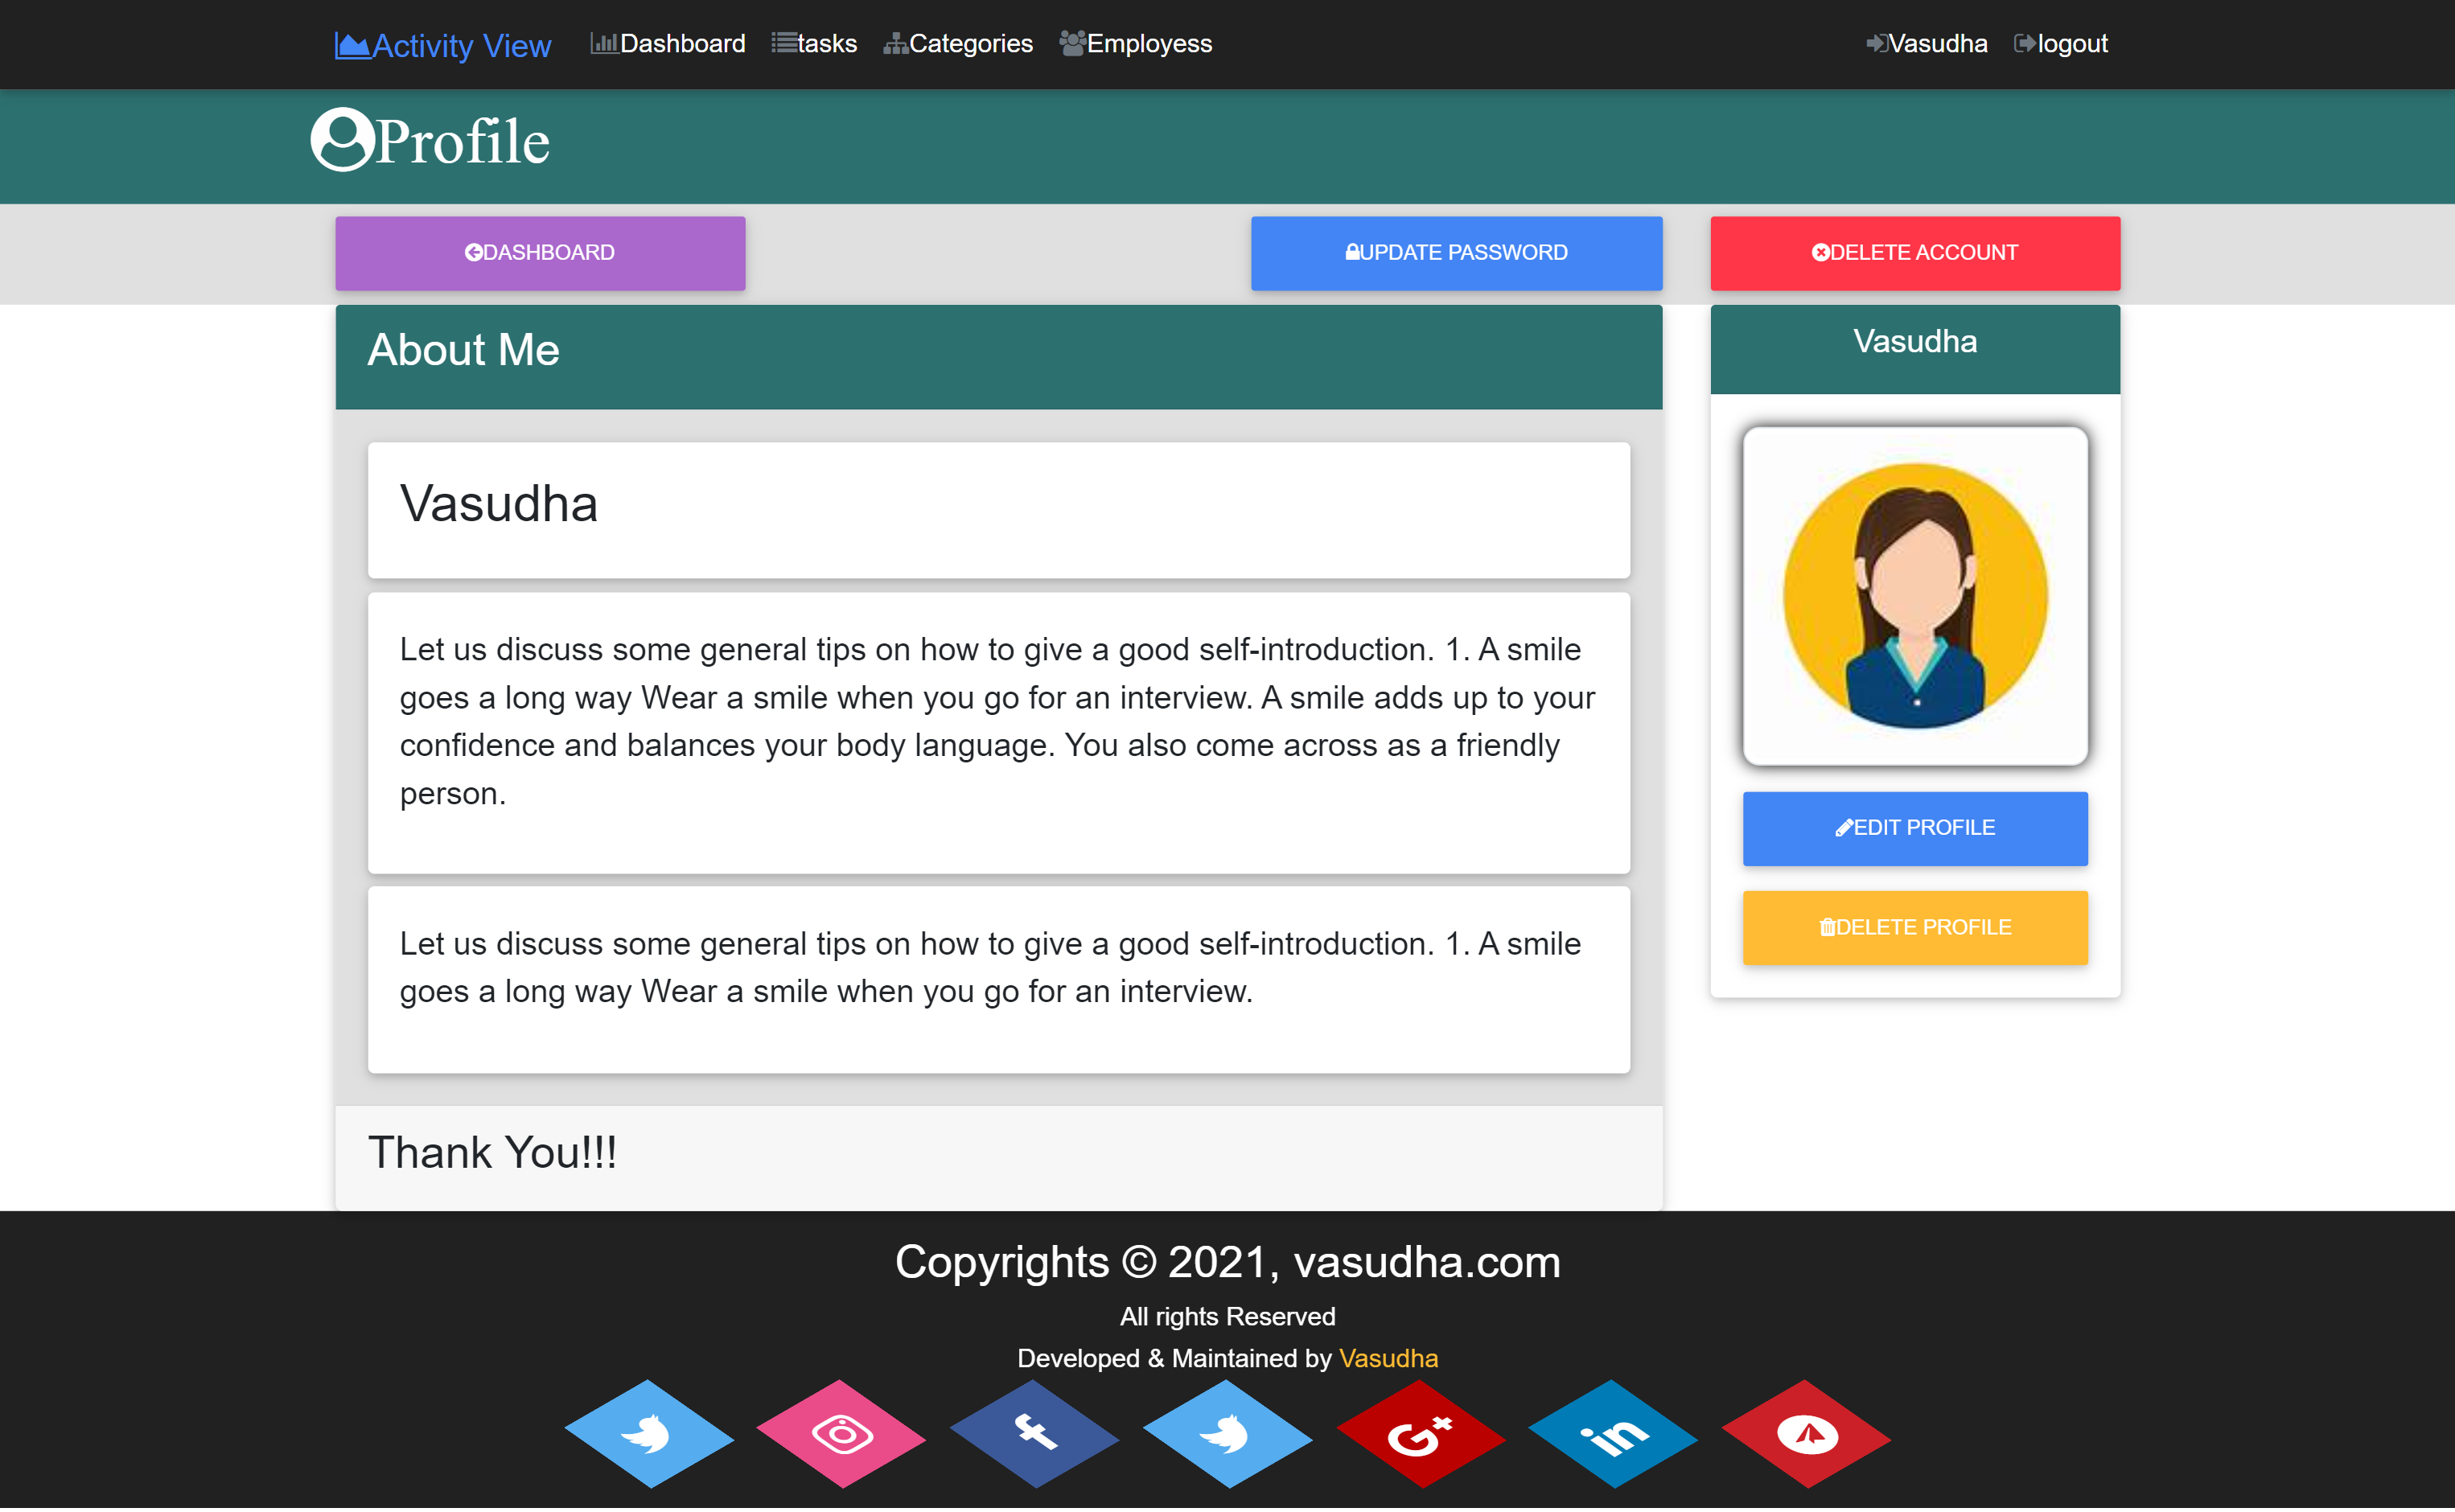 Activity View Dashboard tasks Categories Employess Vasudha logout
Profile
DASHBOARD UPDATE PASSWORD DELETE ACCOUNT
About Me
Vasudha
Let us discuss some general tips on how to give a good self-introduction. 1. A smile
goes a long way Wear a smile when you go for an interview. A smile adds up to your
confidence and balances your body language. You also come across as a friendly
person.
Let us discuss some general tips on how to give a good self-introduction. 1. A smile
goes a long way Wear a smile when you go for an interview.
Thank You!!!
Vasudha
EDIT PROFILE
DELETE PROFILE
Copyrights © 2021, vasudha.com
All rights Reserved
Developed & Maintained by Vasudha